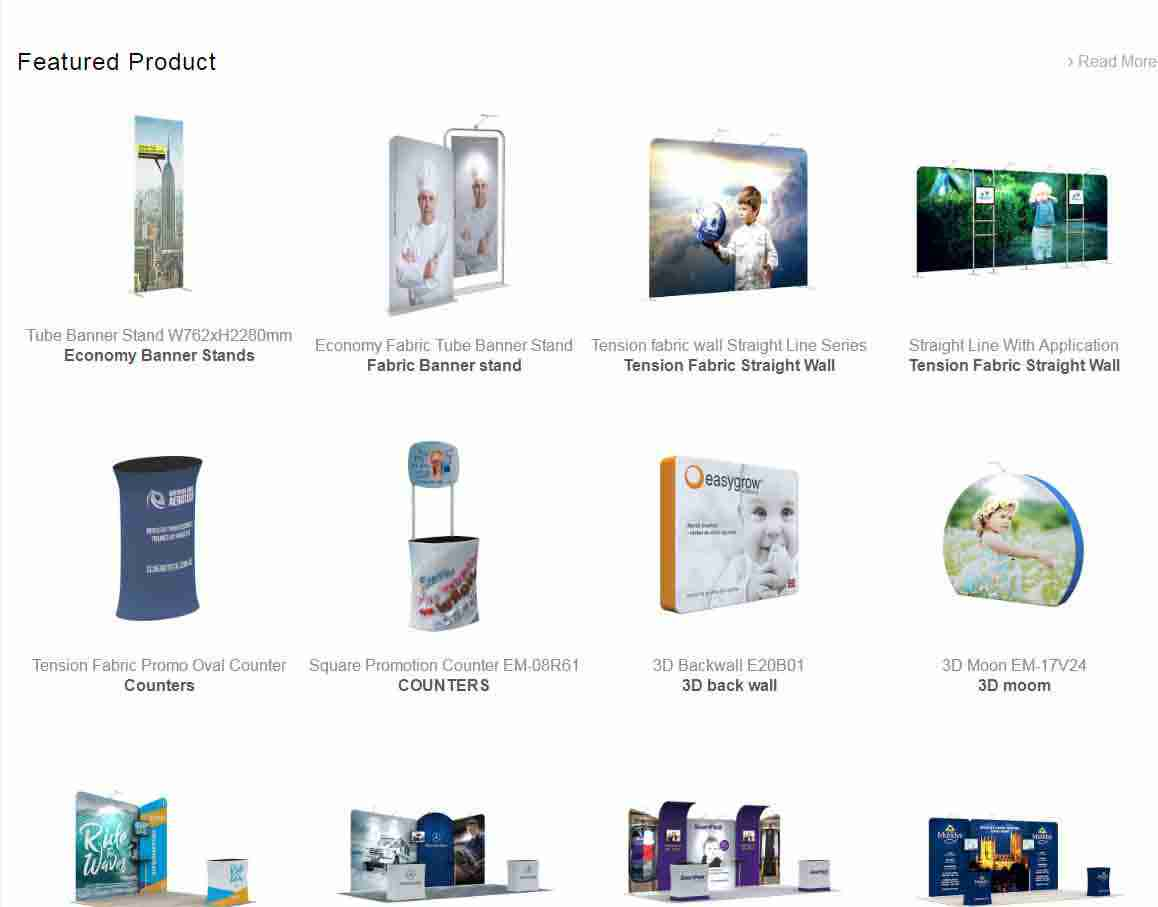 Featured Product
› Read More
Tube Banner Stand W762xH2280mm
Economy Banner Stands
Economy Fabric Tube Banner Stand
Fabric Banner stand
Tension fabric wall Straight Line Series
Tension Fabric Straight Wall
Straight Line With Application
Tension Fabric Straight Wall
easygrow
Tension Fabric Promo Oval Counter
Counters
Square Promotion Counter EM-08R61
COUNTERS
3D Backwall E20B01
3D back wall
3D Moon EM-17V24
3D moom
Ride
the
Waves